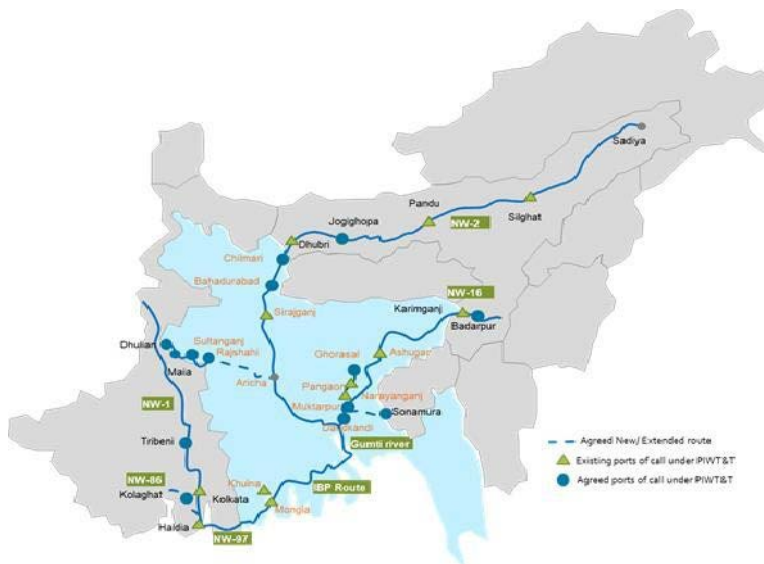 Sadiya
Pandu
Silghat
Jogighopa
NW-2
Dhubri
Chilmari
Bahadurabad
NW-16
Sirajganj
Karimganj
Badarpur
Dhulian
Sultanganj
Rajshahi
Maia
Ghorasal
Ashuganj
Aricha
Pangaon
Narayanganj
NW-1
Muktarpur
Sonamura
Daudkandi
Tribeni
Gumti river
Agreed New/ Extended route
Existing ports of call under PIWT&T
Agreed ports of call under PIWT&T
NW-86
Khulna
IBP Route
Kolaghat
Kolkata
Mongla
Haldia
NW-97